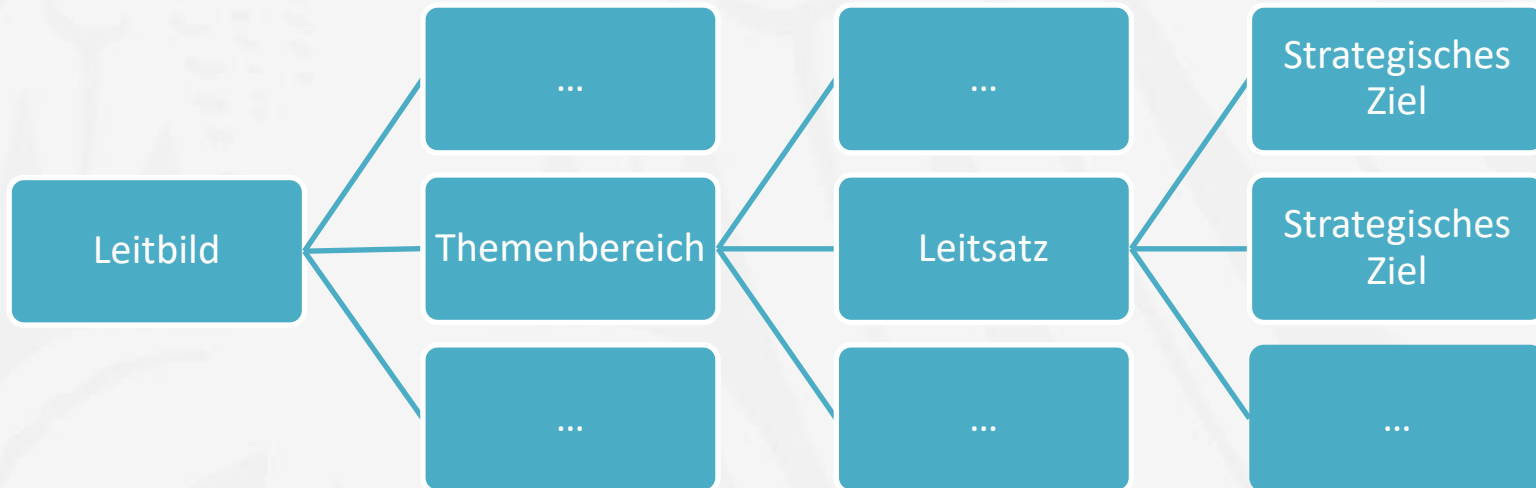 Leitbild
...
Themenbereich
...
...
Leitsatz
...
Strategisches
Ziel
Strategisches
Ziel
...